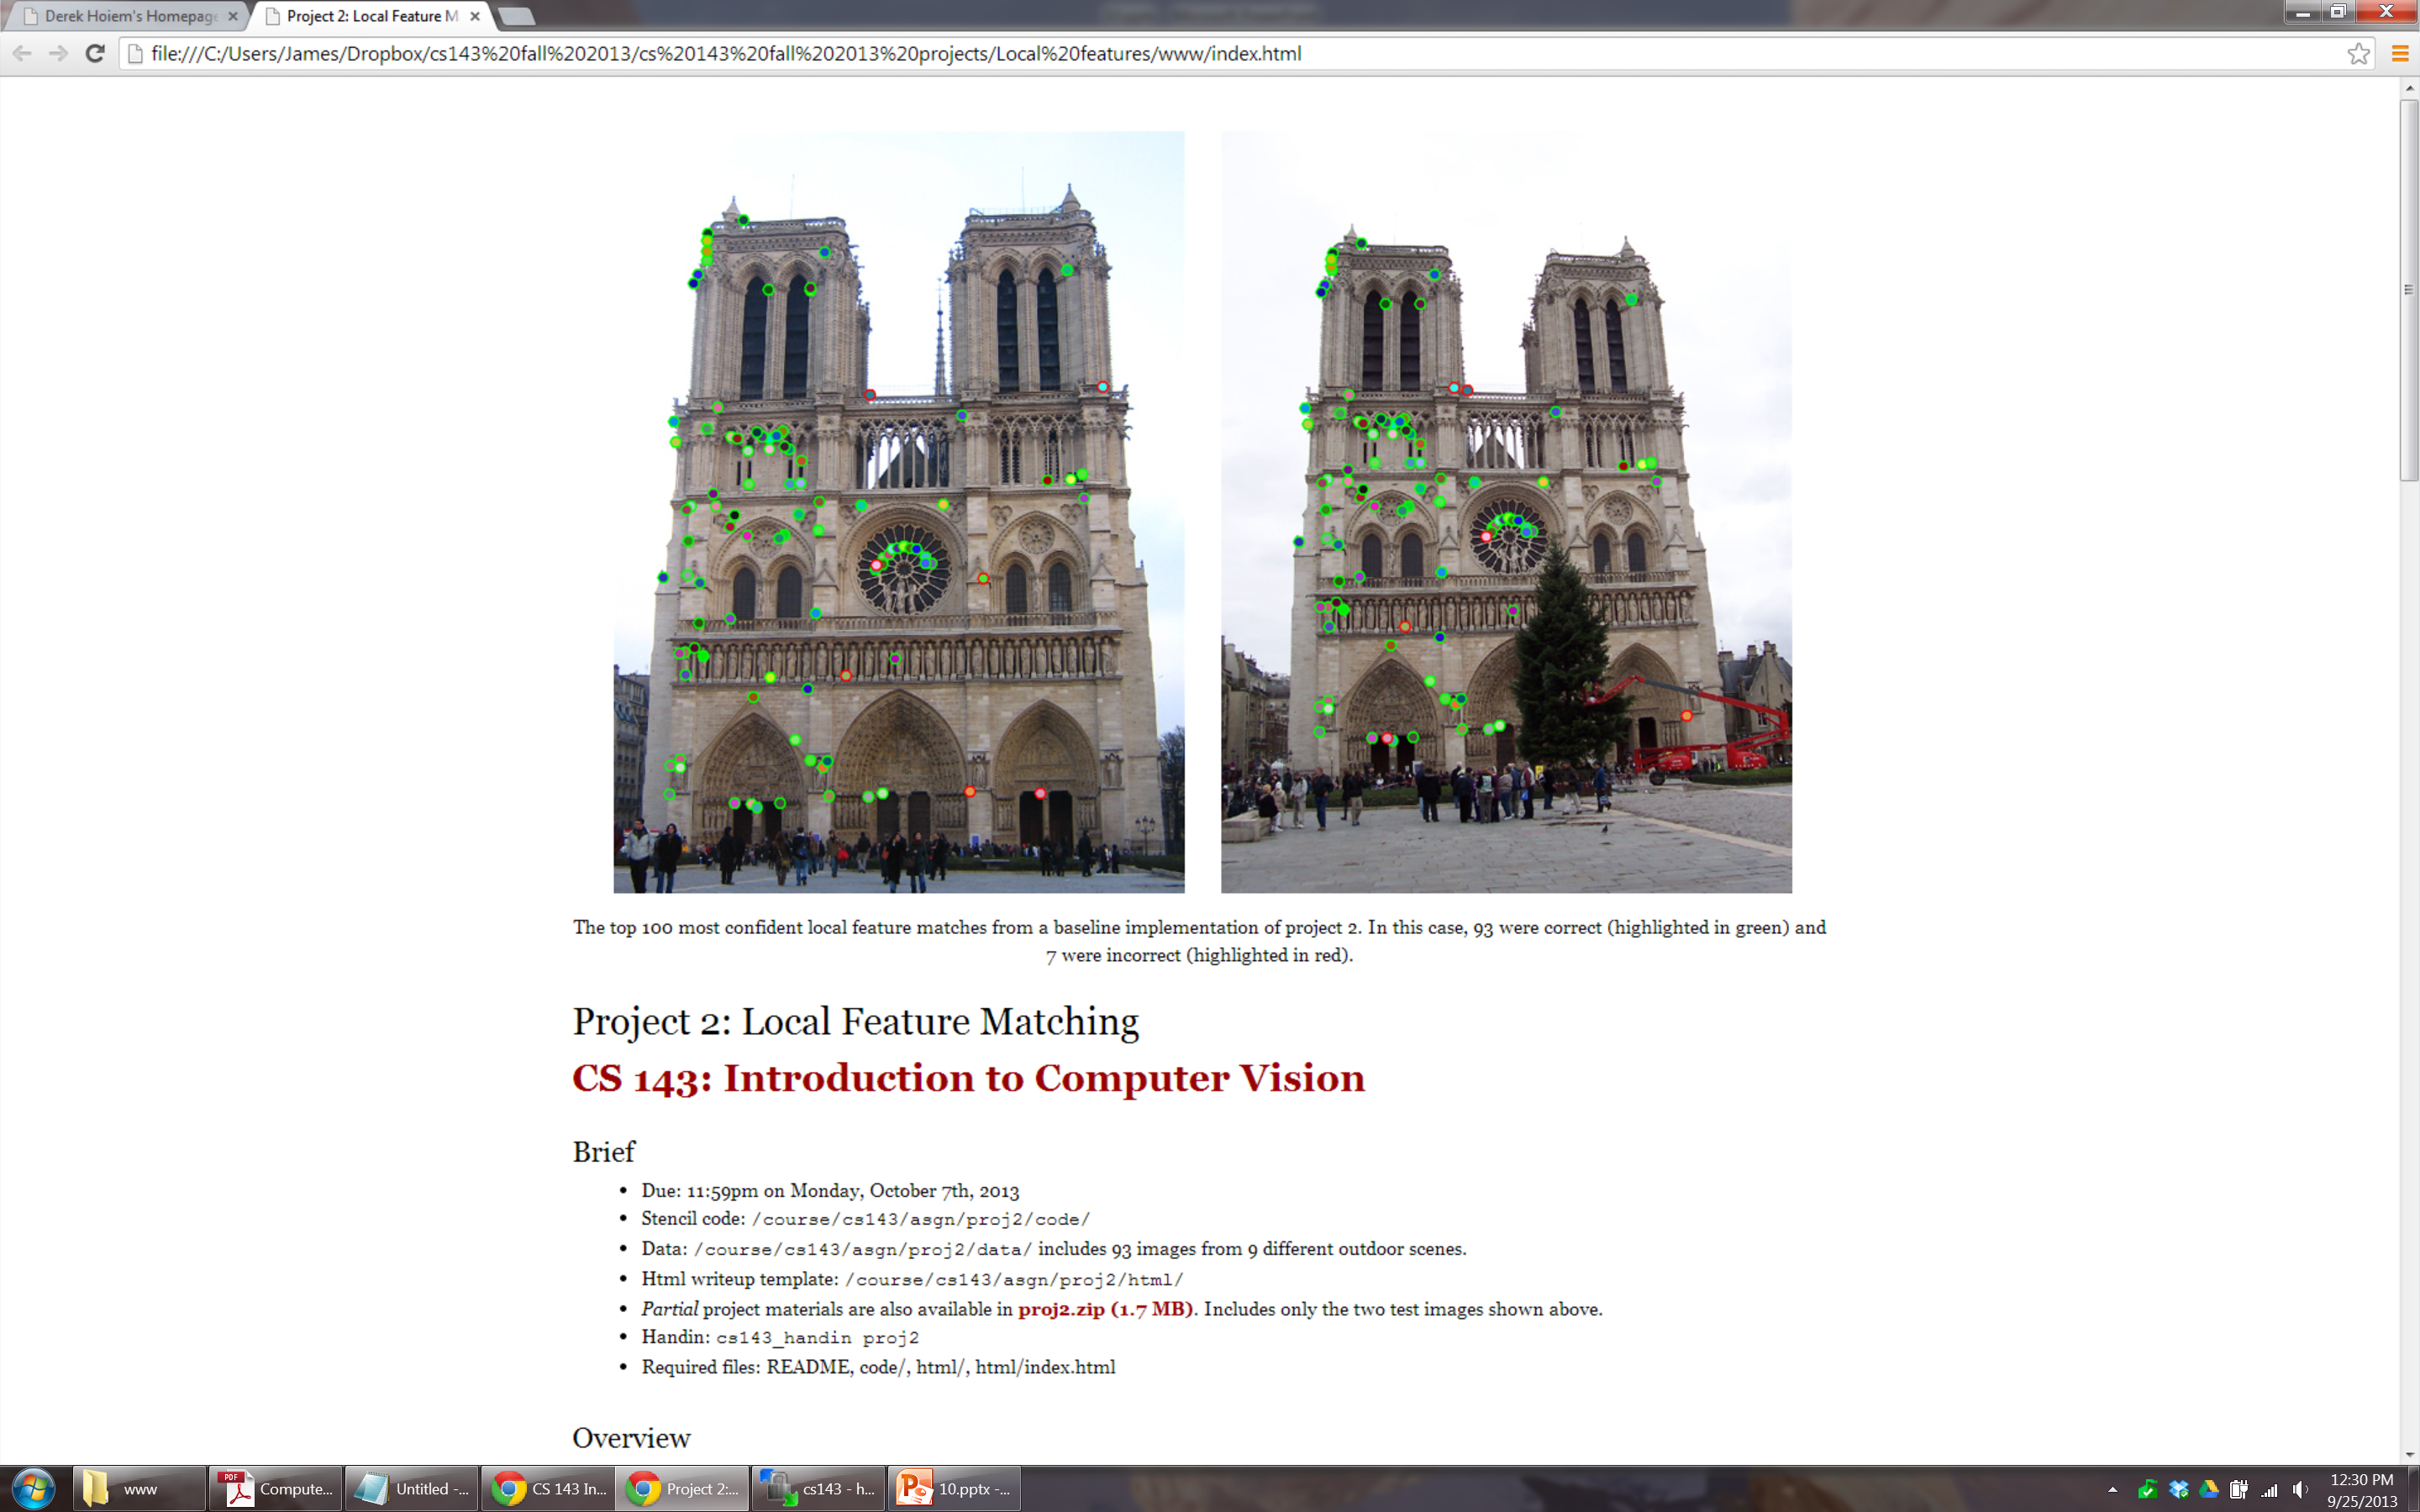 Derek Hoiem's Homepage
Project 2: Local Feature M
file:///C:/Users/James/Dropbox/cs143%20fall%202013/cs%20143%20fall%202013%20projects/Local%20features/www/index.html
The top 100 most confident local feature matches from a baseline implementation of project 2. In this case, 93 were correct (highlighted in green) and
7 were incorrect (highlighted in red).
Project 2: Local Feature Matching
CS 143: Introduction to Computer Vision
Brief
• Due: 11:59pm on Monday, October 7th, 2013
• Stencil code: /course/cs143/asgn/proj2/code/
• Data: /course/cs143/asgn/proj2/data/ includes 93 images from 9 different outdoor scenes.
• Html writeup template: /course/cs143/asgn/proj2/html/
• Partial project materials are also available in proj2.zip (1.7 MB). Includes only the two test images shown above.
• Handin: cs143_handin proj2
• Required files: README, code/, html/, html/index.html
Overview
www
PDF
Compute...
Untitled -...
CS 143 In...
Project 2:...
cs143 - h...
10.pptx -...
12:30 PM
9/25/2013